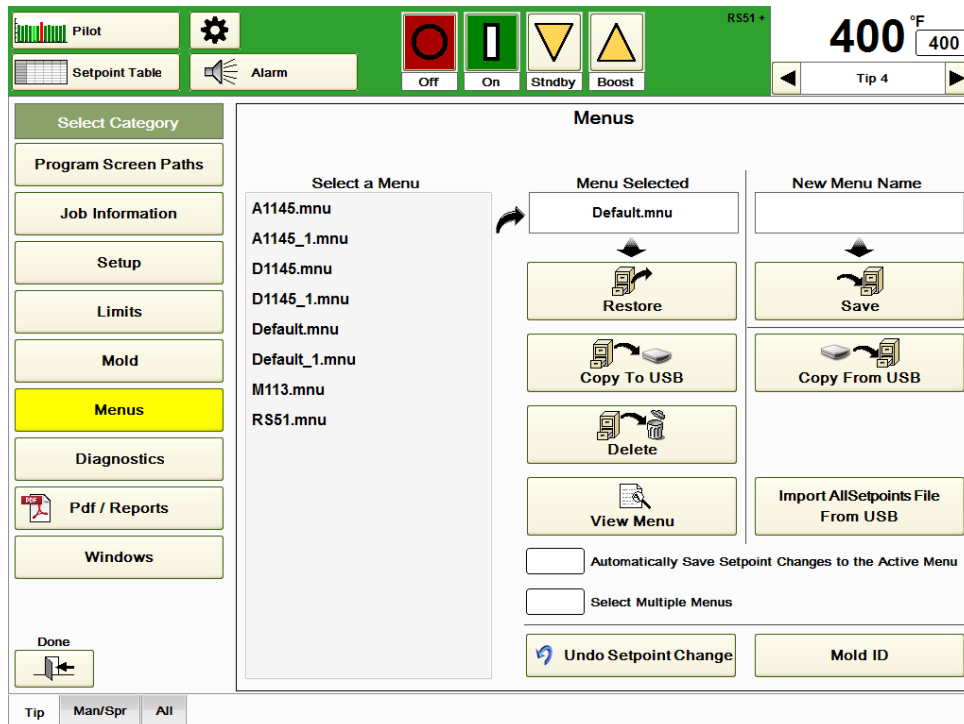 Pilot
Setpoint Table
Alarm
Off
On
Stndby
Boost
RS51 +
400 °F
400
Tip 4
Select Category
Program Screen Paths
Job Information
Setup
Limits
Mold
Menus
Diagnostics
PDF
Pdf / Reports
Windows
Done
Menus
Select a Menu
A1145.mnu
A1145_1.mnu
D1145.mnu
D1145_1.mnu
Default.mnu
Default_1.mnu
M113.mnu
RS51.mnu
Menu Selected
Default.mnu
Restore
Copy To USB
Delete
View Menu
New Menu Name
Save
Copy From USB
Import AllSetpoints File
From USB
Automatically Save Setpoint Changes to the Active Menu
Select Multiple Menus
Undo Setpoint Change
Mold ID
Tip
Man/Spr
All